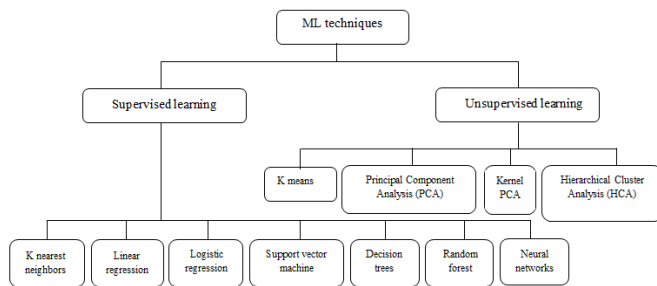 ML techniques
Supervised learning
Unsupervised learning
K means
Principal Component
Analysis (PCA)
Kernel
PCA
Hierarchical Cluster
Analysis (HCA)
K nearest
neighbors
Linear
regression
Logistic
regression
Support vector
machine
Decision
trees
Random
forest
Neural
networks